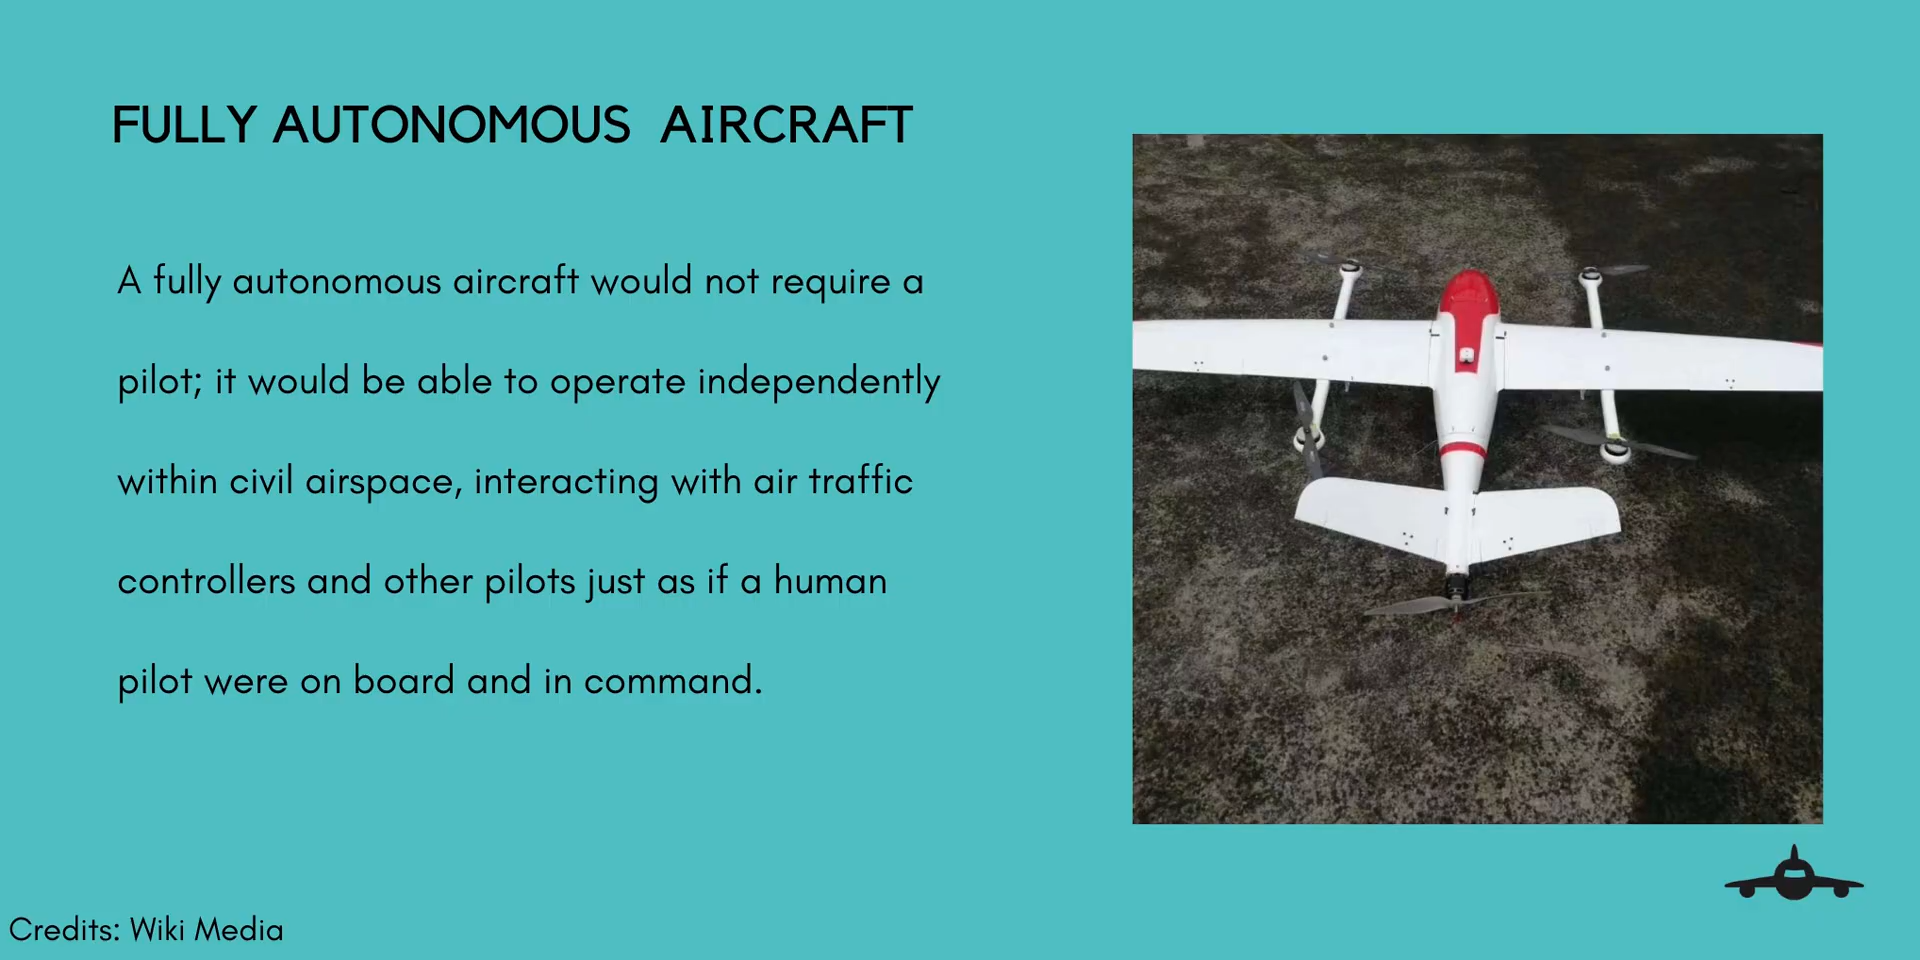 FULLY AUTONOMOUS AIRCRAFT
A fully autonomous aircraft would not require a
pilot; it would be able to operate independently
within civil airspace, interacting with air traffic
controllers and other pilots just as if a human
pilot were on board and in command.
Credits: Wiki Media